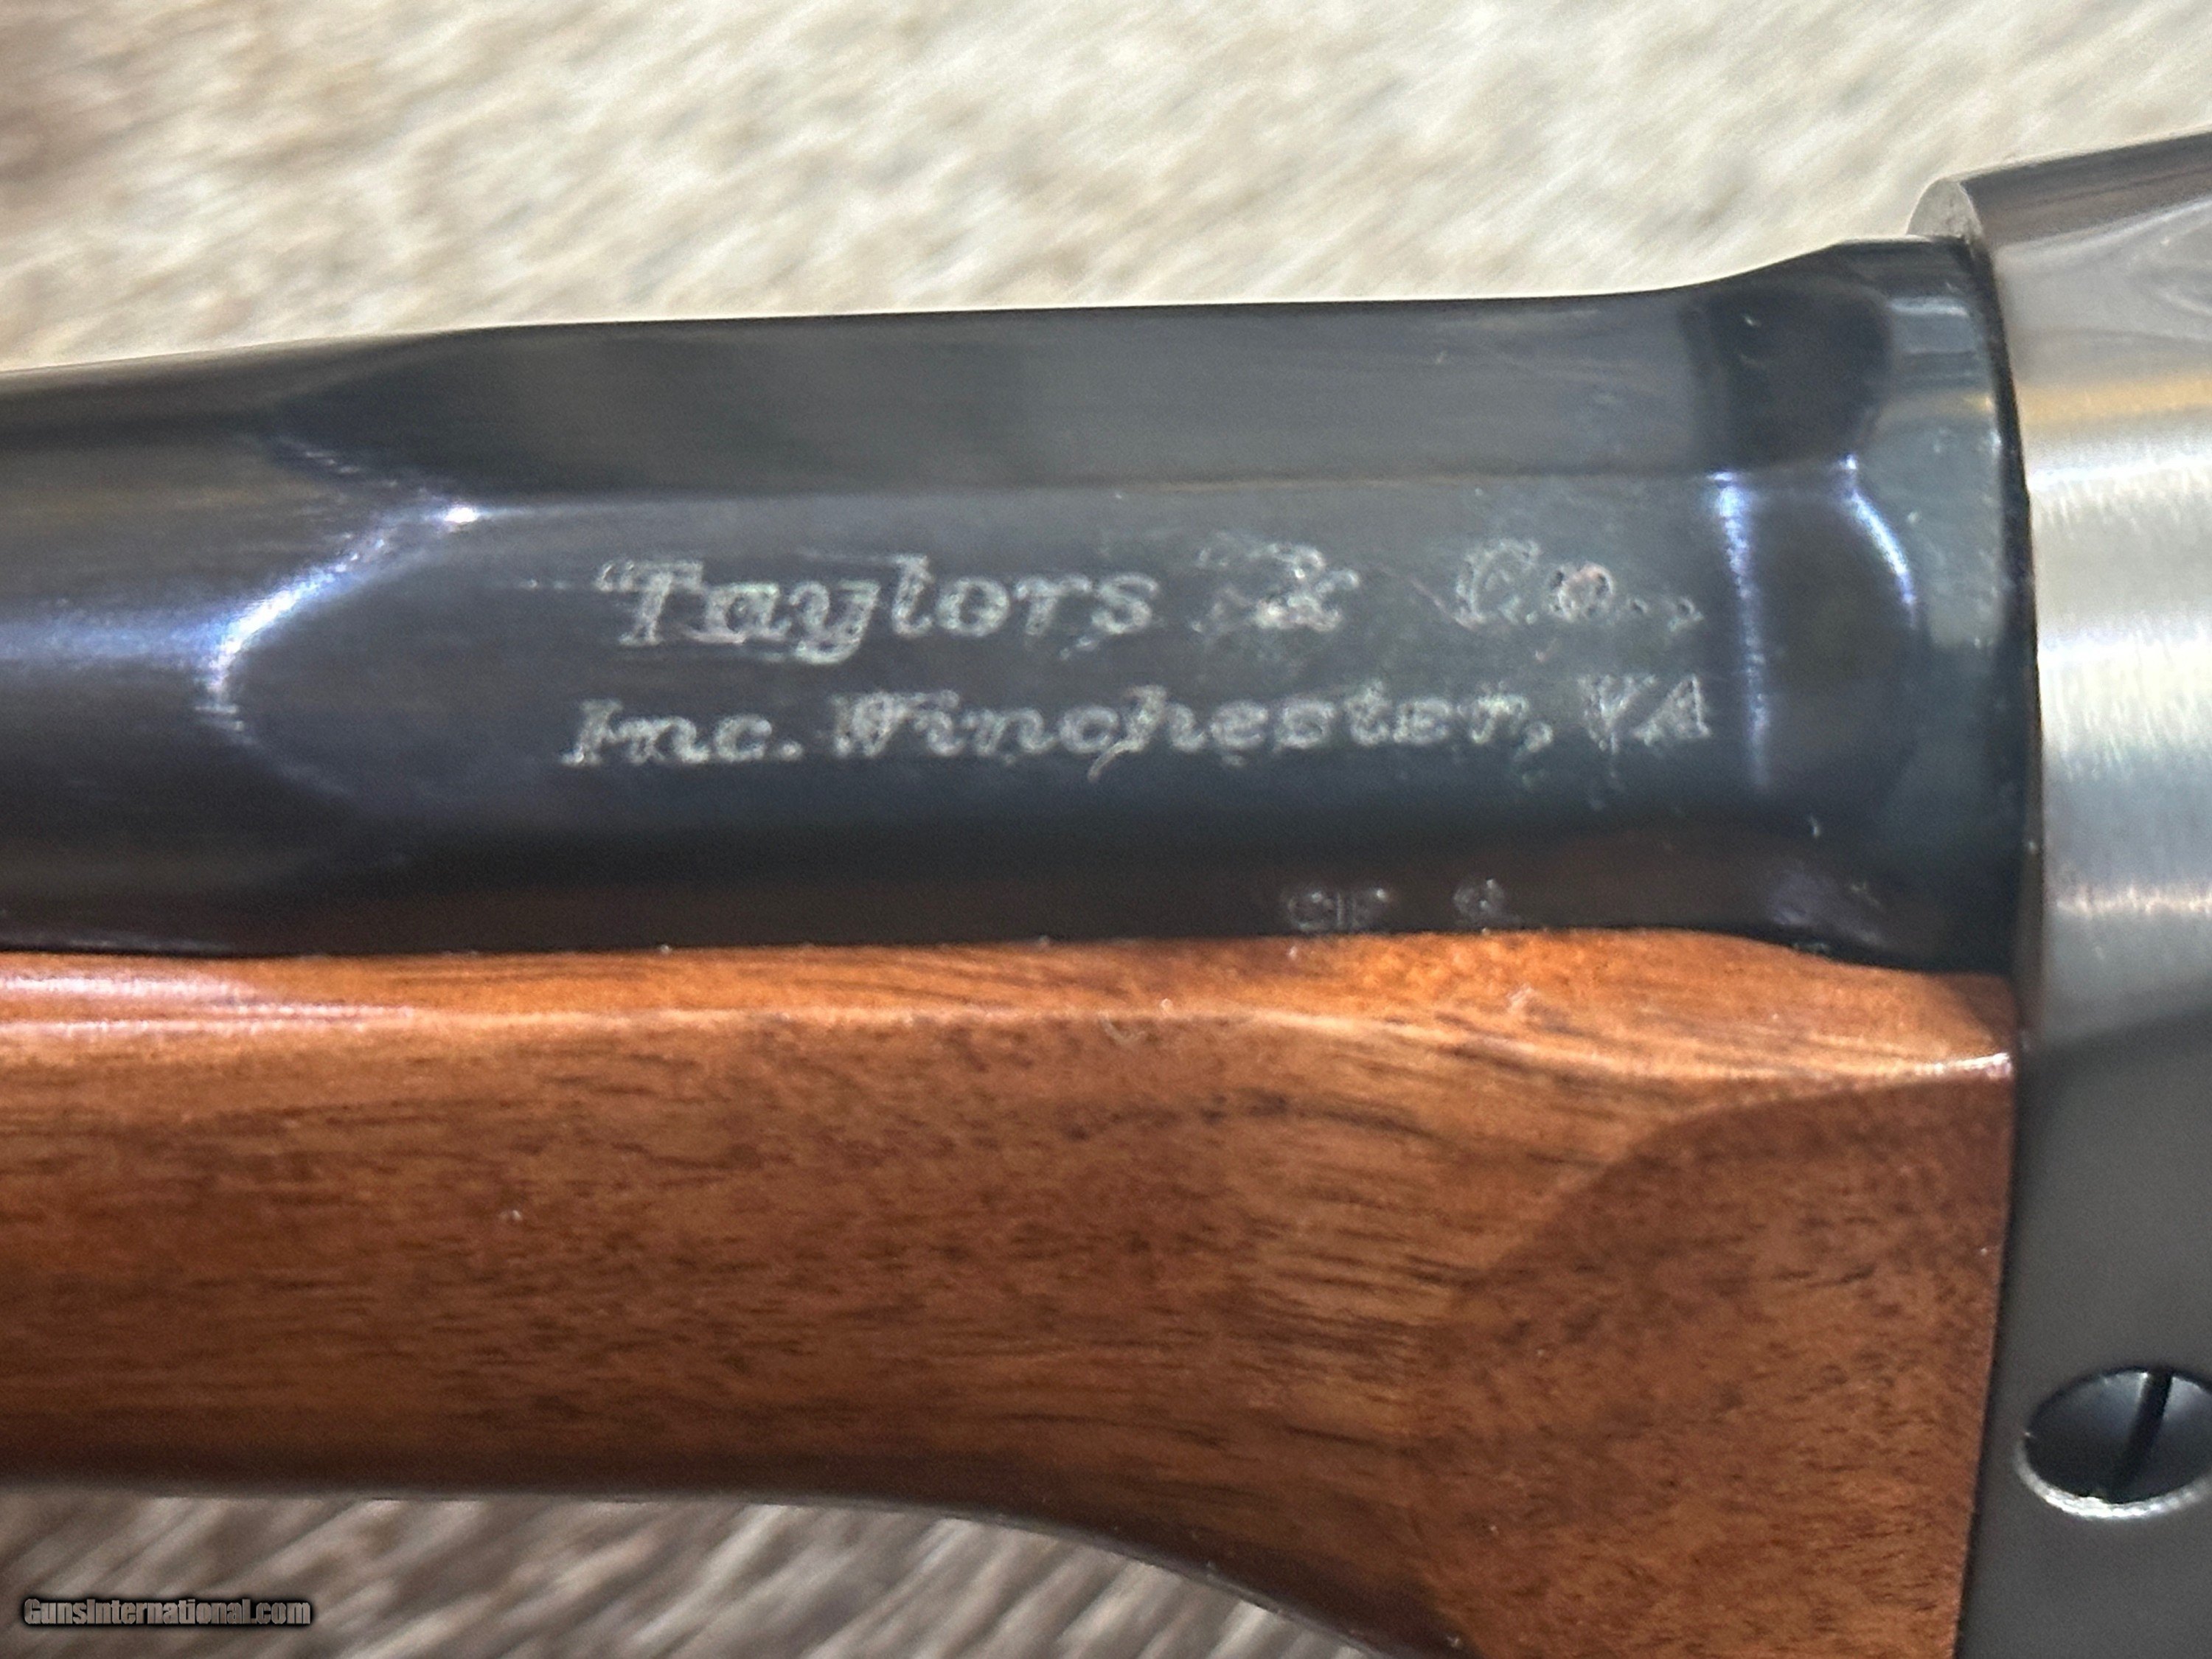 Taylors & Co.,
Inc. Winchester, VA
GunsInternational.com